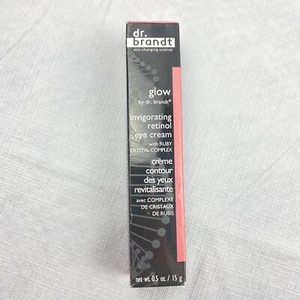 dr.
brandt
skin changing science
glow
by dr. brandt®
invigorating
retinol
eye cream
with RUBY
CRYSTAL COMPLEX
crème
contour
des yeux
revitalisante
avec COMPLEXE
DE CRISTAUX
DE RUBIS
net wt. 0.5 oz. / 15 g